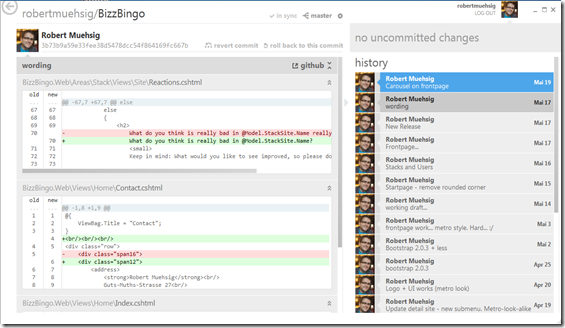 robertmuehsig/BizzBingo
in sync
master
robertmuehsig
LOG OUT
Robert Muehsig
3b73b9a59e33fee38d5478dcc54f864169fc667b
revert commit
roll back to this commit
wording
github
BizzBingo.Web\Areas\Stack\Views\Site\Reactions.cshtml
old new
... ... @@ -67,7 +67,7 @@ else
67 67 else
68 68 {
69 69 <h2>
70 - What do you think is really bad in @Model.StackSite.Name really
70 + What do you think is really bad in @Model.StackSite.Name?
71 71 <small>
72 72 Keep in mind: What would you like to see improved, so please do
73 73
BizzBingo.Web\Views\Home\Contact.cshtml
old new
... ... @@ -1,8 +1,9 @@
1 1 @{
2 2 ViewBag.Title = "Contact";
3 3 }
4 +<br/><br/><br/>
4 5 <div class="row">
5 - <div class="span16">
6 + <div class="span12">
6 7 <address>
7 8 <strong>Robert Muehsig</strong><br/>
8 9 Guts-Muths-Strasse 27<br/>
BizzBingo.Web\Views\Home\Index.cshtml
no uncommitted changes
history
Robert Muehsig
Carousel on frontpage
Mai 19
Robert Muehsig
wording
Mai 17
Robert Muehsig
New Release
Mai 17
Robert Muehsig
Frontpage...
Mai 17
Robert Muehsig
Stacks and Users
Mai 16
Robert Muehsig
Startpage - remove rounded corner
Mai 15
Robert Muehsig
working draft...
Mai 14
Robert Muehsig
frontpage work... metro style. Hard... :/
Mai 3
Robert Muehsig
Bootstrap 2.0.3 + less
Mai 2
Robert Muehsig
bootstrap 2.0.3
Apr 25
Robert Muehsig
Logo + UI works (metro look)
Apr 20
Robert Muehsig
Update detail site - new submenu. Metro-look-alike
Apr 19